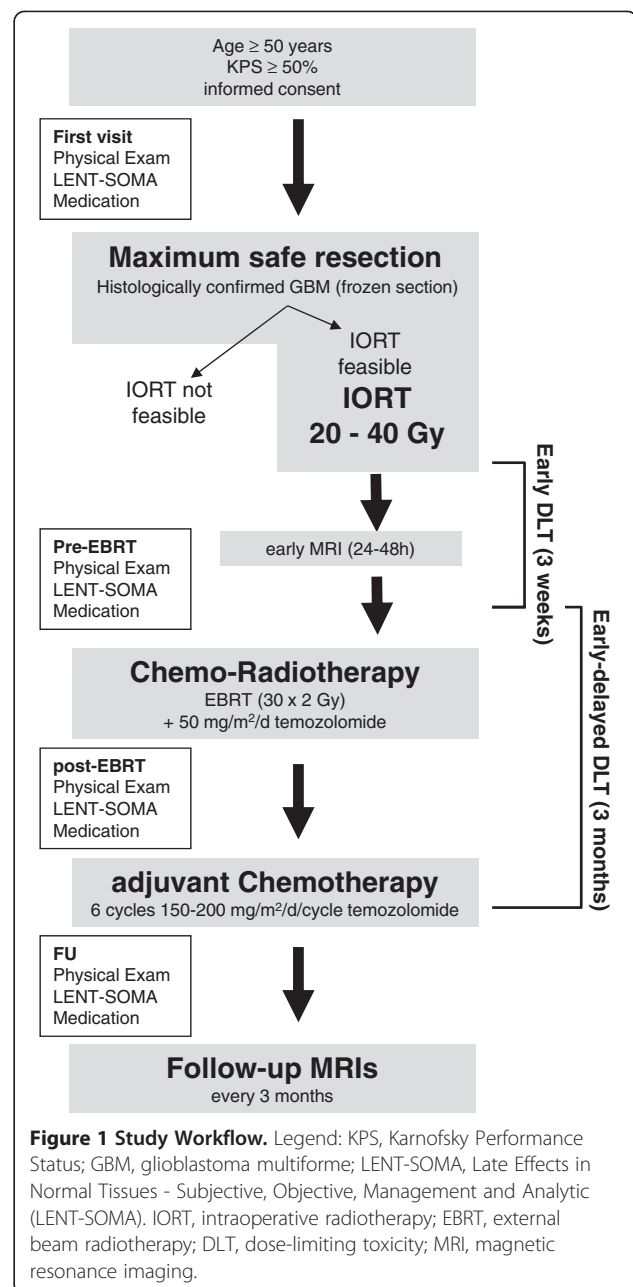 Age ≥ 50 years
KPS ≥ 50%
informed consent
First visit
Physical Exam
LENT-SOMA
Medication
Maximum safe resection
Histologically confirmed GBM (frozen section)
IORT not
feasible
IORT
feasible
IORT
20 - 40 Gy
Early DLT (3 weeks)
early MRI (24-48h)
Pre-EBRT
Physical Exam
LENT-SOMA
Medication
Early-delayed DLT (3 months)
Chemo-Radiotherapy
EBRT (30 x 2 Gy)
+ 50 mg/m²/d temozolomide
post-EBRT
Physical Exam
LENT-SOMA
Medication
adjuvant Chemotherapy
6 cycles 150-200 mg/m²/d/cycle temozolomide
FU
Physical Exam
LENT-SOMA
Medication
Follow-up MRIs
every 3 months
Figure 1 Study Workflow. Legend: KPS, Karnofsky Performance
Status; GBM, glioblastoma multiforme; LENT-SOMA, Late Effects in
Normal Tissues - Subjective, Objective, Management and Analytic
(LENT-SOMA). IORT, intraoperative radiotherapy; EBRT, external
beam radiotherapy; DLT, dose-limiting toxicity; MRI, magnetic
resonance imaging.